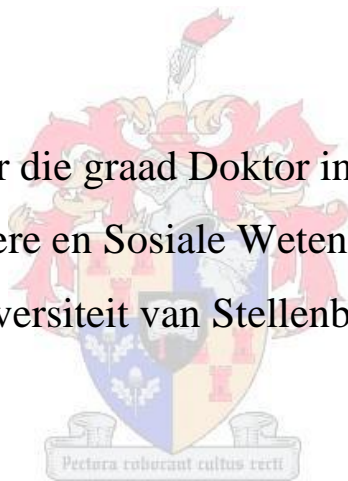 r die graad Doktor in
ere en Sosiale Weten
versiteit van Stellenb
Pectora roborant cultus recti